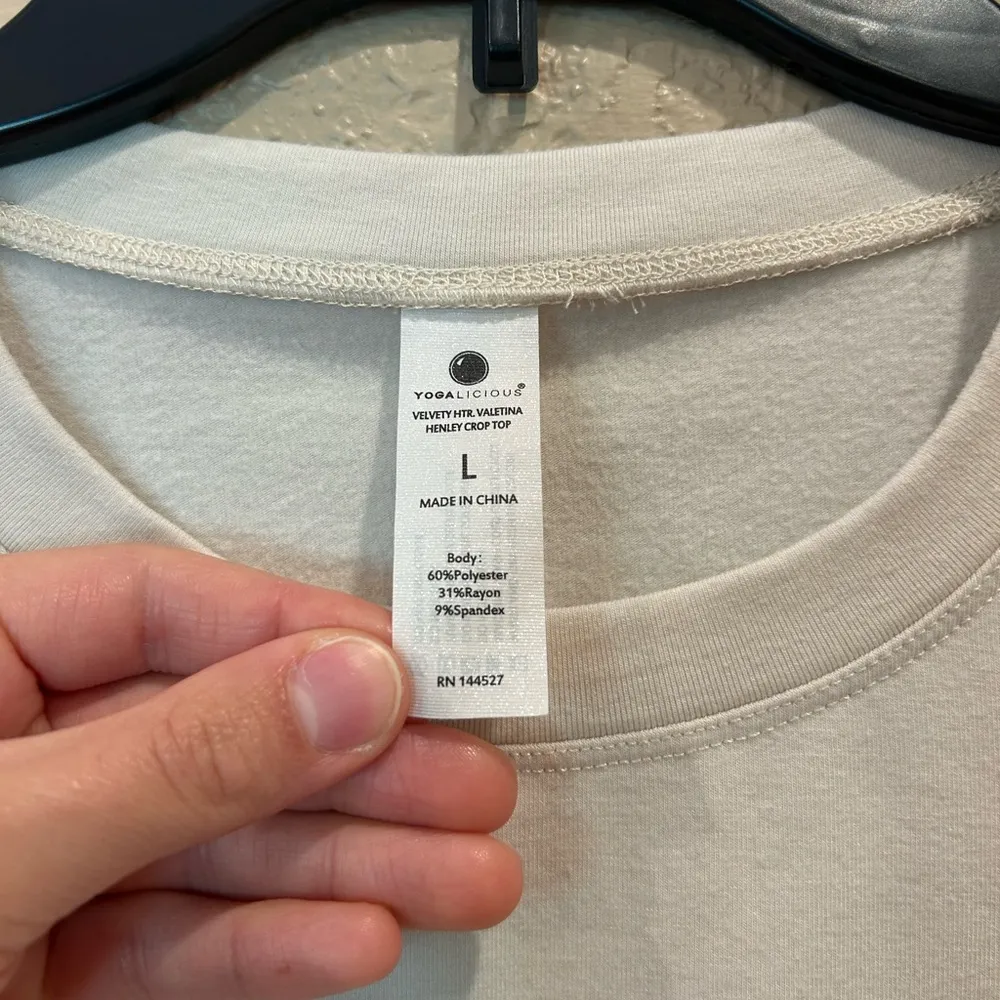 YOGALICIOUS®
VELVETY HTR. VALETINA
HENLEY CROP TOP
L
MADE IN CHINA
Body:
60%Polyester
31%Rayon
9%Spandex
RN 144527